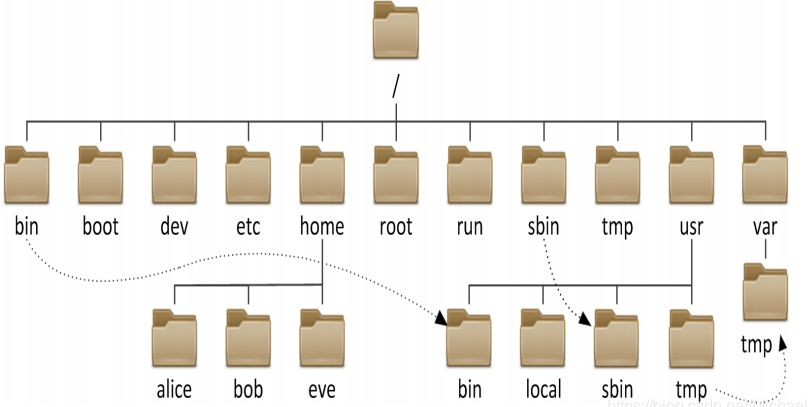 /
bin boot dev etc home root run sbin tmp usr var
tmp
alice bob eve bin local sbin tmp